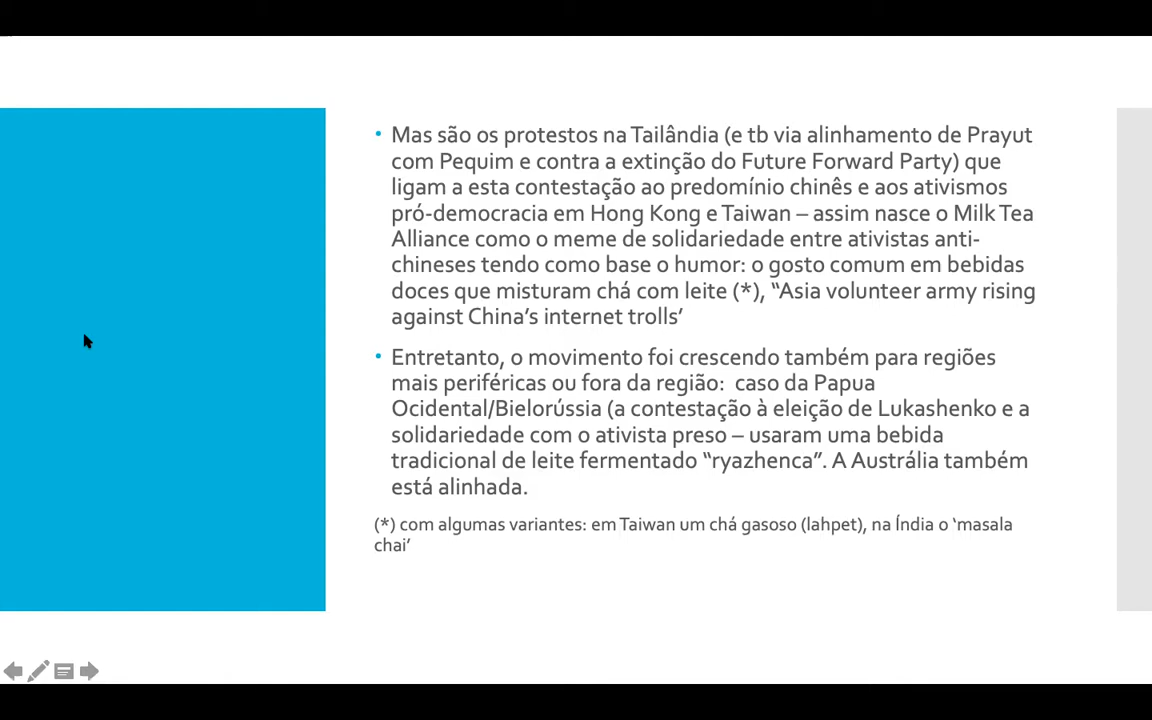 • Mas são os protestos na Tailândia (e tb via alinhamento de Prayut
com Pequim e contra a extinção do Future Forward Party) que
ligam a esta contestação ao predomínio chinês e aos ativismos
pró-democracia em Hong Kong e Taiwan – assim nasce o Milk Tea
Alliance como o meme de solidariedade entre ativistas anti-
chineses tendo como base o humor: o gosto comum em bebidas
doces que misturam chá com leite (*), “Asia volunteer army rising
against China’s internet trolls’
• Entretanto, o movimento foi crescendo também para regiões
mais periféricas ou fora da região:  caso da Papua
Ocidental/Bielorússia (a contestação à eleição de Lukashenko e a
solidariedade com o ativista preso – usaram uma bebida
tradicional de leite fermentado “ryazhenca”. A Austrália também
está alinhada.
(*) com algumas variantes: em Taiwan um chá gasoso (lahpet), na Índia o ‘masala
chai’